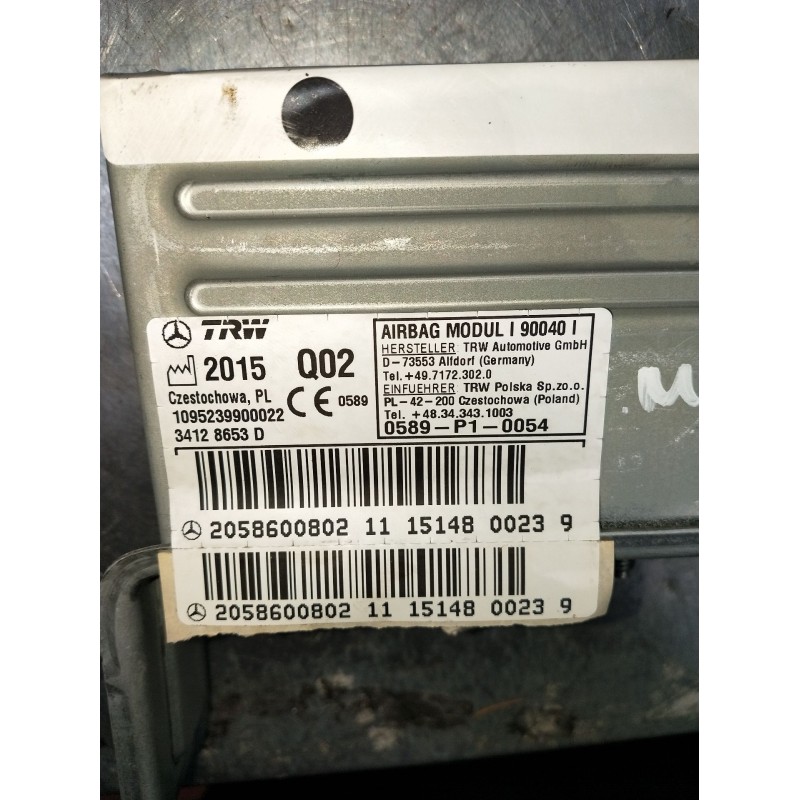 TRW
2015 Q02
Czestochowa, PL
1095239900022
3412 8653 D
CE 0589
AIRBAG MODUL I 90040 I
HERSTELLER: TRW Automotive GmbH
D-73553 Alfdorf (Germany)
Tel.+49.7172.302.0
EINFUEHRER: TRW Polska Sp.zo.o.
PL-42-200 Czestochowa (Poland)
Tel. +48.34.343.1003
0589-P1-0054
2058600802 11 15148 0023 9
2058600802 11 15148 0023 9